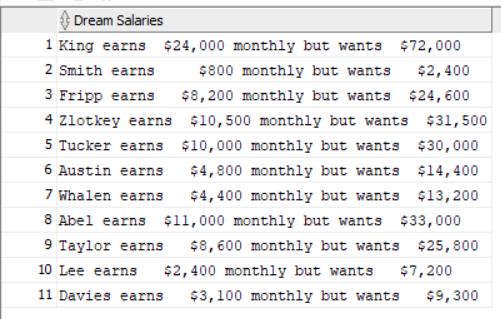 Dream Salaries
1 King earns  $24,000 monthly but wants  $72,000
2 Smith earns     $800 monthly but wants   $2,400
3 Fripp earns   $8,200 monthly but wants  $24,600
4 Zlotkey earns  $10,500 monthly but wants  $31,500
5 Tucker earns  $10,000 monthly but wants  $30,000
6 Austin earns   $4,800 monthly but wants  $14,400
7 Whalen earns   $4,400 monthly but wants  $13,200
8 Abel earns  $11,000 monthly but wants  $33,000
9 Taylor earns   $8,600 monthly but wants  $25,800
10 Lee earns   $2,400 monthly but wants   $7,200
11 Davies earns   $3,100 monthly but wants   $9,300